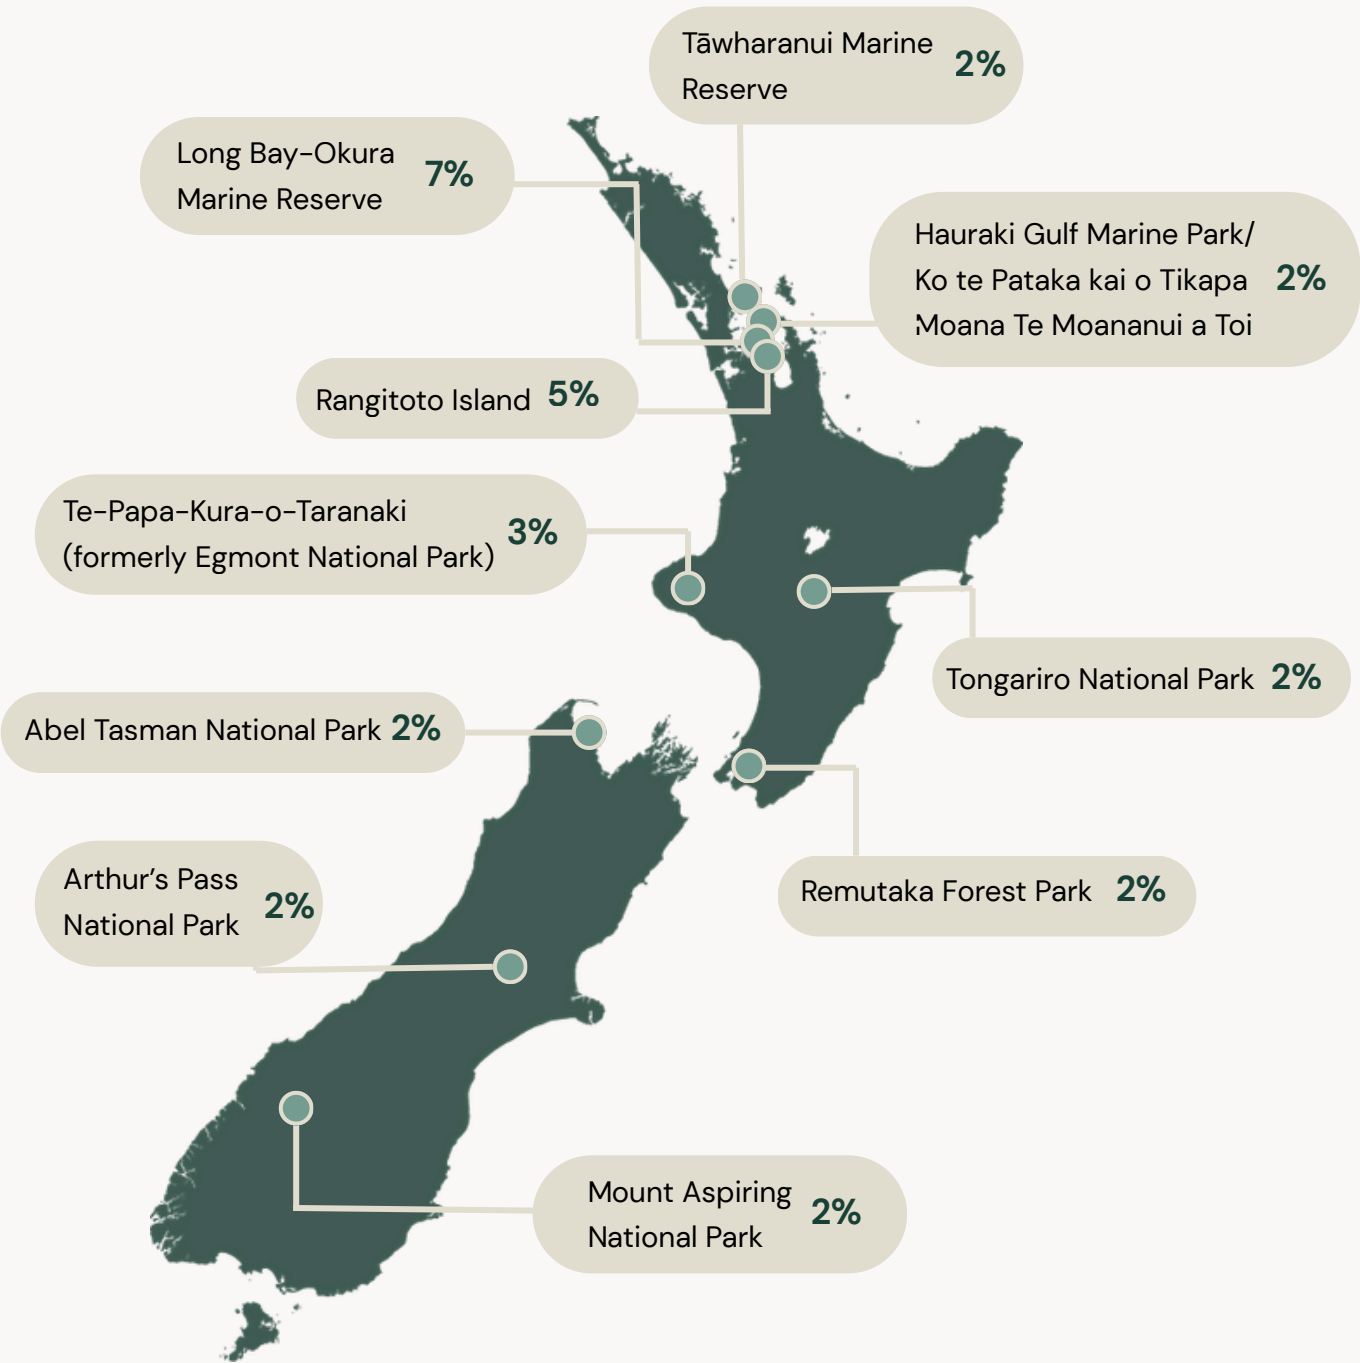 Tāwharanui Marine
Reserve
2%
Long Bay-Okura
Marine Reserve
7%
Hauraki Gulf Marine Park/
Ko te Pataka kai o Tikapa
Moana Te Moananui a Toi
2%
Rangitoto Island 5%
Te-Papa-Kura-o-Taranaki
(formerly Egmont National Park)
3%
Tongariro National Park 2%
Abel Tasman National Park 2%
Arthur's Pass
National Park
2%
Remutaka Forest Park 2%
Mount Aspiring
National Park
2%